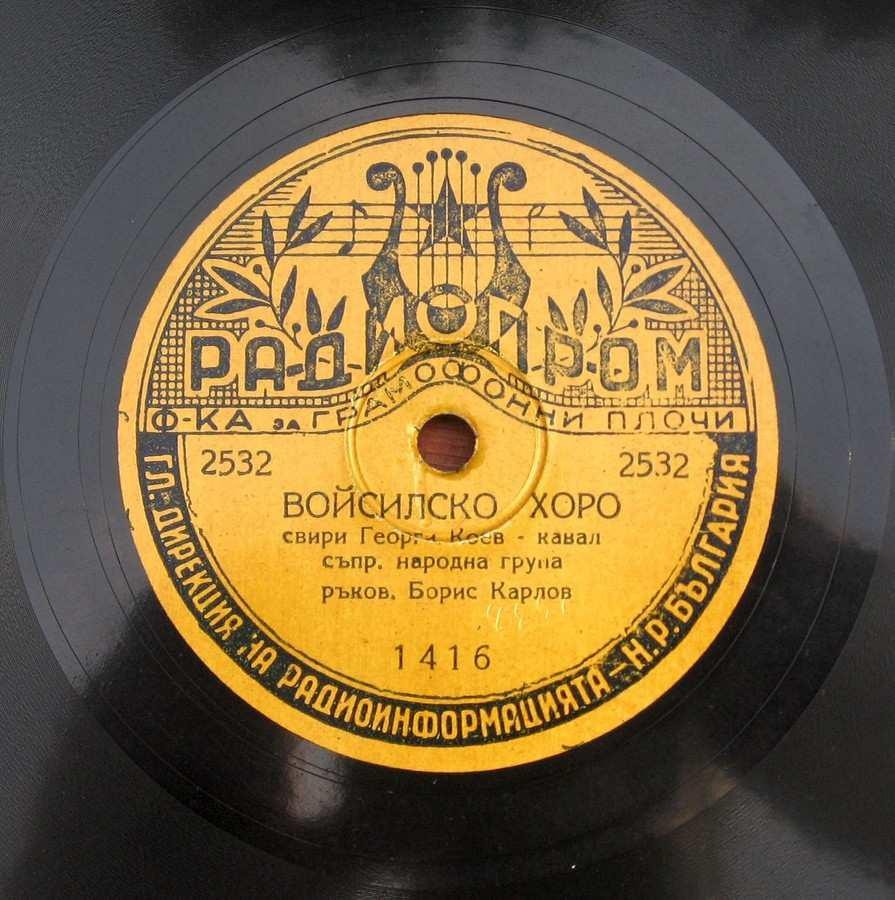 РАДИОПРОМ
Ф-КА за ГРАМОФОННИ ПЛОЧИ
2532 2532
ВОЙСИЛСКО ХОРО
свири Георги Коев - кавал
съпр. народна група
ръков. Борис Карлов
1416
ГЛ. ДИРЕКЦИЯ НА РАДИОИНФОРМАЦИЯТА - Н.Р. БЪЛГАРИЯ